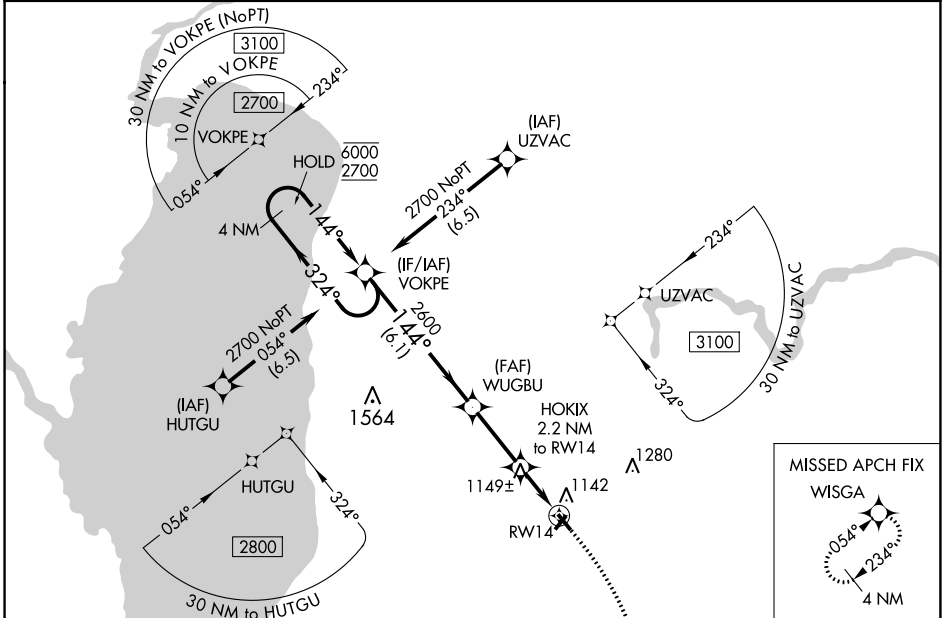 30 NM to VOKPE (NoPT)
3100
10 NM to VOKPE
2700
234°
VOKPE
054°
HOLD
6000
2700
4 NM
144°
324°
(IF/IAF)
VOKPE
(IAF)
UZVAC
2700 NoPT
234°
(6.5)
2700 NoPT
054°
(6.5)
(IAF)
HUTGU
2600
144°
(6.1)
(FAF)
WUGBU
HOKIX
2.2 NM
to RW14
1564
1149±
1142
1280
RW14
234°
UZVAC
3100
324°
30 NM to UZVAC
HUTGU
054°
324°
2800
30 NM to HUTGU
MISSED APCH FIX
WISGA
054°
234°
4 NM